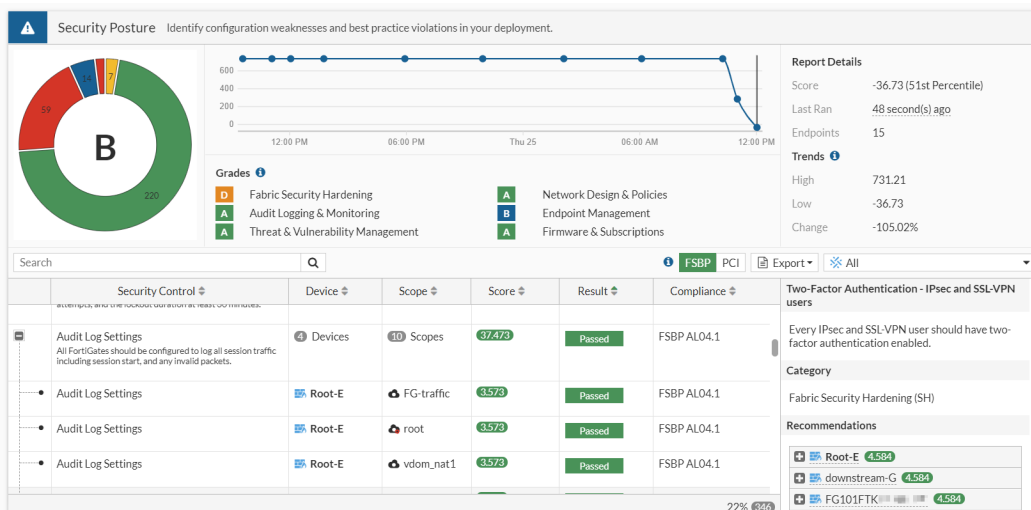 Security Posture Identify configuration weaknesses and best practice violations in your deployment.
14
7
59
B
220
600
400
200
0
12:00 PM 06:00 PM Thu 25 06:00 AM 12:00 PM
Grades
D Fabric Security Hardening
A Audit Logging & Monitoring
A Threat & Vulnerability Management
A Network Design & Policies
B Endpoint Management
A Firmware & Subscriptions
Report Details
Score -36.73 (51st Percentile)
Last Ran 48 second(s) ago
Endpoints 15
Trends
High 731.21
Low -36.73
Change -105.02%
Search
FSBP PCI Export All
Security Control Device Scope Score Result Compliance
attempts, and the lockout duration at least 30 minutes.
Audit Log Settings 4 Devices 10 Scopes 37.473 Passed FSBP AL04.1
All FortiGates should be configured to log all session traffic
including session start, and any invalid packets.
Audit Log Settings Root-E FG-traffic 3.573 Passed FSBP AL04.1
Audit Log Settings Root-E root 3.573 Passed FSBP AL04.1
Audit Log Settings Root-E vdom_nat1 3.573 Passed FSBP AL04.1
22% 346
Two-Factor Authentication - IPsec and SSL-VPN
users
Every IPsec and SSL-VPN user should have two-
factor authentication enabled.
Category
Fabric Security Hardening (SH)
Recommendations
Root-E 4.584
downstream-G 4.584
FG101FTK 4.584